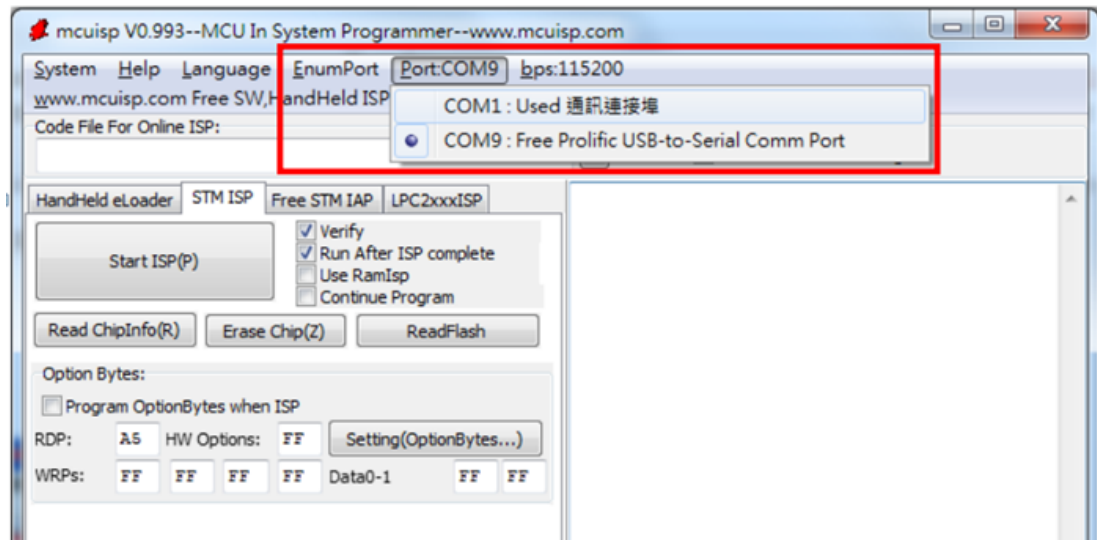 mcuisp V0.993--MCU In System Programmer--www.mcuisp.com
System Help Language EnumPort Port:COM9 bps:115200
www.mcuisp.com Free SW,HandHeld ISP
COM1 : Used 通訊連接埠
Code File For Online ISP:
COM9 : Free Prolific USB-to-Serial Comm Port
HandHeld eLoader STM ISP Free STM IAP LPC2xxxISP
Start ISP(P)
Verify
Run After ISP complete
Use RamIsp
Continue Program
Read ChipInfo(R) Erase Chip(Z) ReadFlash
Option Bytes:
Program OptionBytes when ISP
RDP: A5 HW Options: FF Setting(OptionBytes...)
WRPs: FF FF FF FF Data0-1 FF FF